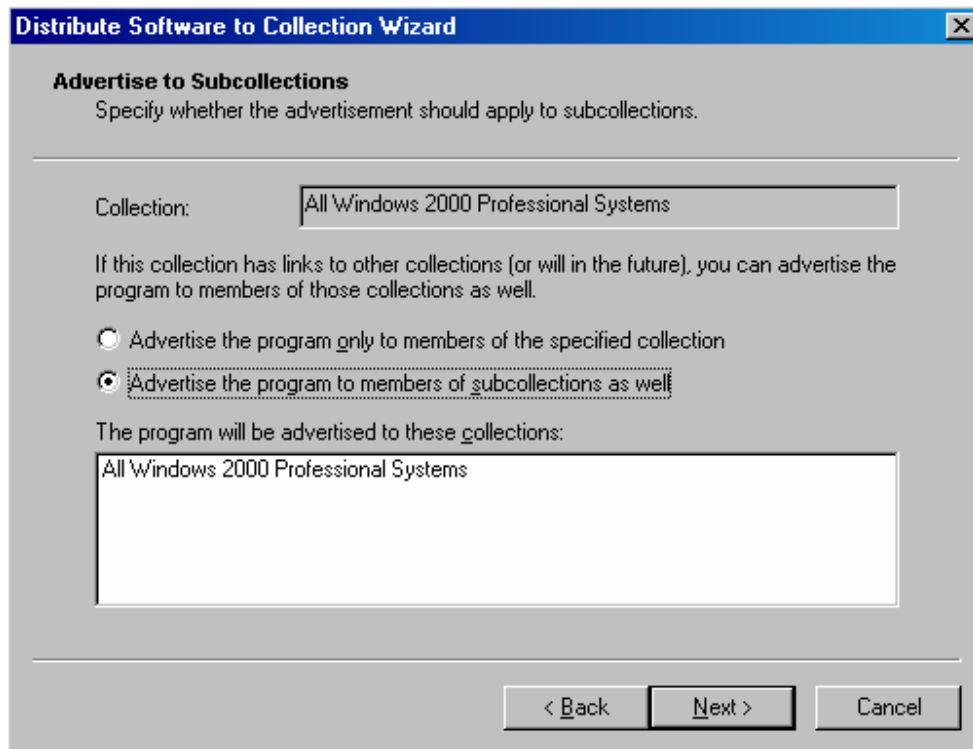 Distribute Software to Collection Wizard
Advertise to Subcollections
Specify whether the advertisement should apply to subcollections.
Collection:
All Windows 2000 Professional Systems
If this collection has links to other collections (or will in the future), you can advertise the
program to members of those collections as well.
Advertise the program only to members of the specified collection
Advertise the program to members of subcollections as well
The program will be advertised to these collections:
All Windows 2000 Professional Systems
< Back
Next >
Cancel